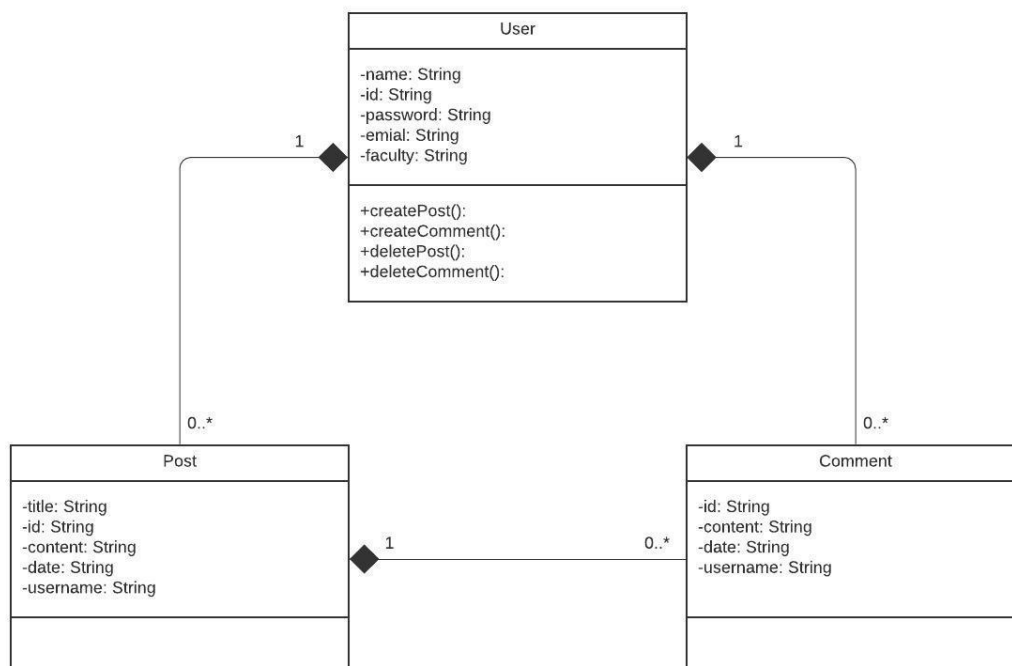 User
-name: String
-id: String
-password: String
-emial: String
-faculty: String
1
1
+createPost():
+createComment():
+deletePost():
+deleteComment():
0..*
0..*
Post
-title: String
-id: String
-content: String
-date: String
-username: String
1
0..*
Comment
-id: String
-content: String
-date: String
-username: String